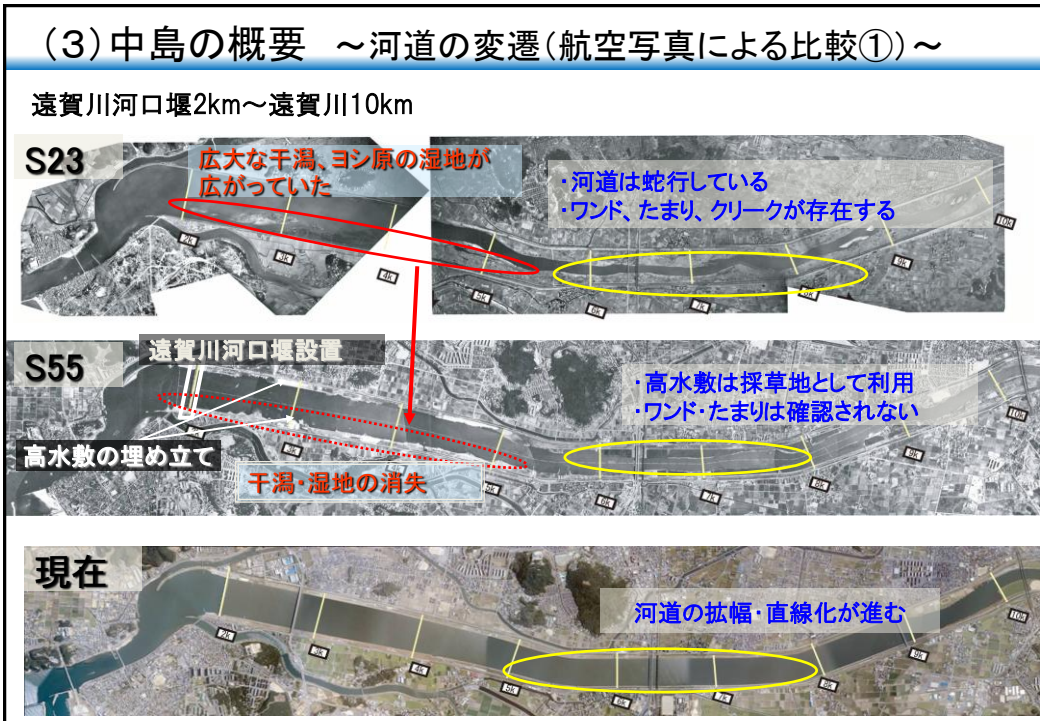 (3)中島の概要 ～河道の変遷(航空写真による比較①)～
遠賀川河口堰2km～遠賀川10km
S23
広大な干潟、ヨシ原の湿地が
広がっていた
・河道は蛇行している
・ワンド、たまり、クリークが存在する
2k
3k
4k
5k
6k
7k
8k
9k
10k
S55
遠賀川河口堰設置
・高水敷は採草地として利用
・ワンド・たまりは確認されない
高水敷の埋め立て
干潟・湿地の消失
3k
5k
6k
7k
8k
9k
10k
現在
河道の拡幅・直線化が進む
2k
3k
4k
5k
6k
7k
8k
9k
10k